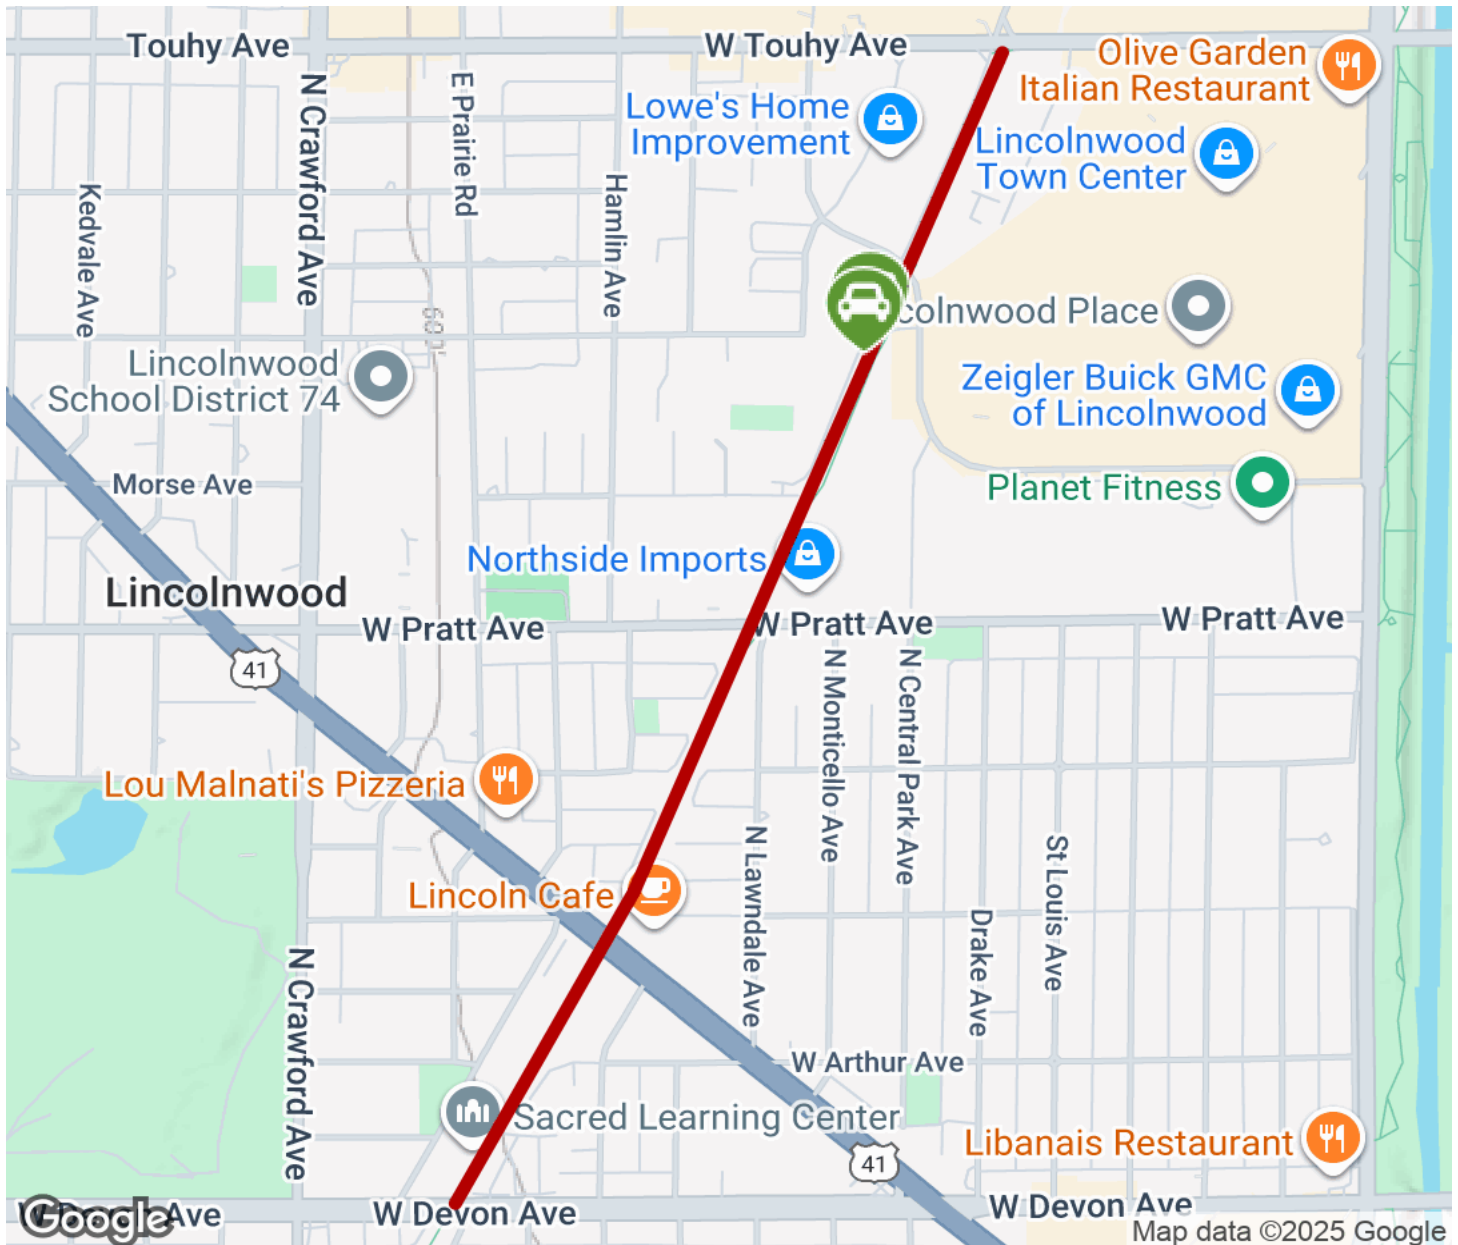 Touhy Ave
W Touhy Ave
Olive Garden
Italian Restaurant
N Crawford Ave
E Prairie Rd
Lowe's Home
Improvement
Lincolnwood
Town Center
Kedvale Ave
Hamlin Ave
colnwood Place
Lincolnwood
School District 74
Zeigler Buick GMC
of Lincolnwood
Morse Ave
Planet Fitness
Northside Imports
Lincolnwood
W Pratt Ave
W Pratt Ave
W Pratt Ave
41
N Monticello Ave
N Central Park Ave
Lou Malnati's Pizzeria
N Lawndale Ave
St Louis Ave
Lincoln Cafe
Drake Ave
N Crawford Ave
W Arthur Ave
Sacred Learning Center
Libanais Restaurant
41
W Devon Ave
W Devon Ave
W Devon Ave
Google
Map data ©2025 Google